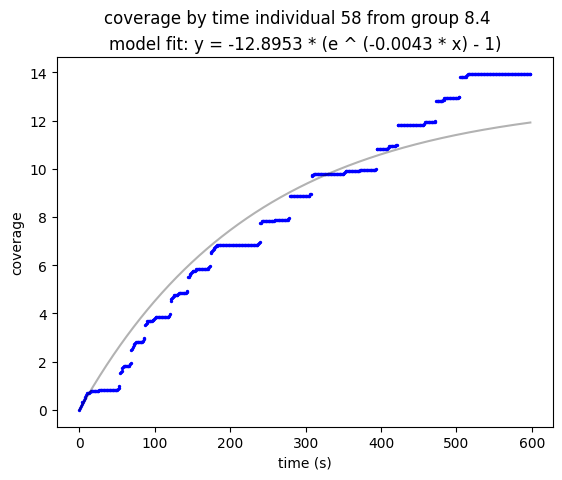 coverage by time individual 58 from group 8.4
model fit: y = -12.8953 * (e ^ (-0.0043 * x) - 1)
14
12
10
8
6
4
2
0
coverage
0 100 200 300 400 500 600
time (s)